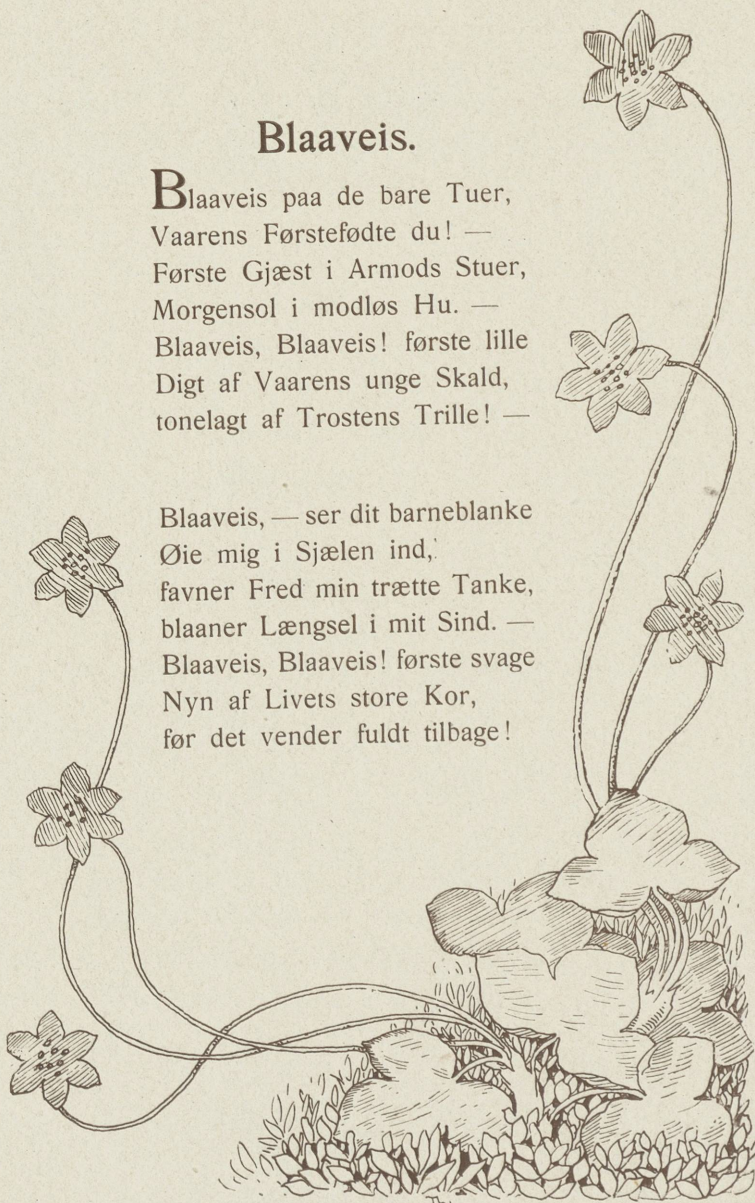 Blaaveis.
Blaaveis paa de bare Tuer,
Vaarens Førstefødte du! —
Første Gjæst i Armods Stuer,
Morgensol i modløs Hu. —
Blaaveis, Blaaveis! første lille
Digt af Vaarens unge Skald,
tonelagt af Trostens Trille! —
Blaaveis, — ser dit barneblanke
Øie mig i Sjælen ind,
favner Fred min trætte Tanke,
blaaner Længsel i mit Sind. —
Blaaveis, Blaaveis! første svage
Nyn af Livets store Kor,
før det vender fuldt tilbage!